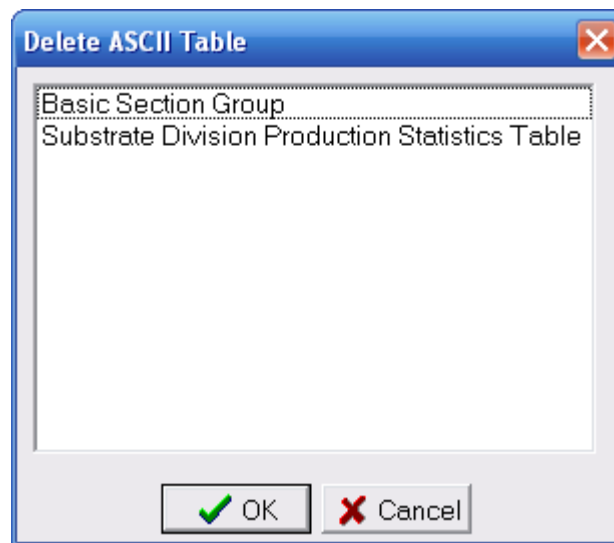 Delete ASCII Table
Basic Section Group
Substrate Division Production Statistics Table
OK
Cancel